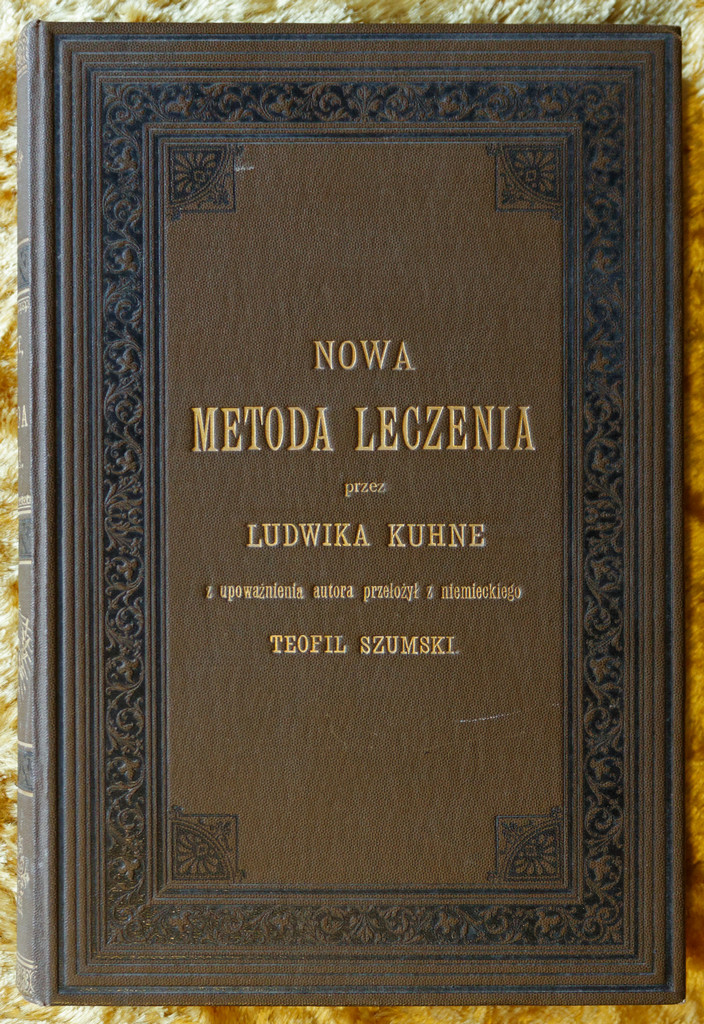 NOWA
METODA LECZENIA
przez
LUDWIKA KUHNE
z upoważnienia autora przełożył z niemieckiego
TEOFIL SZUMSKI.